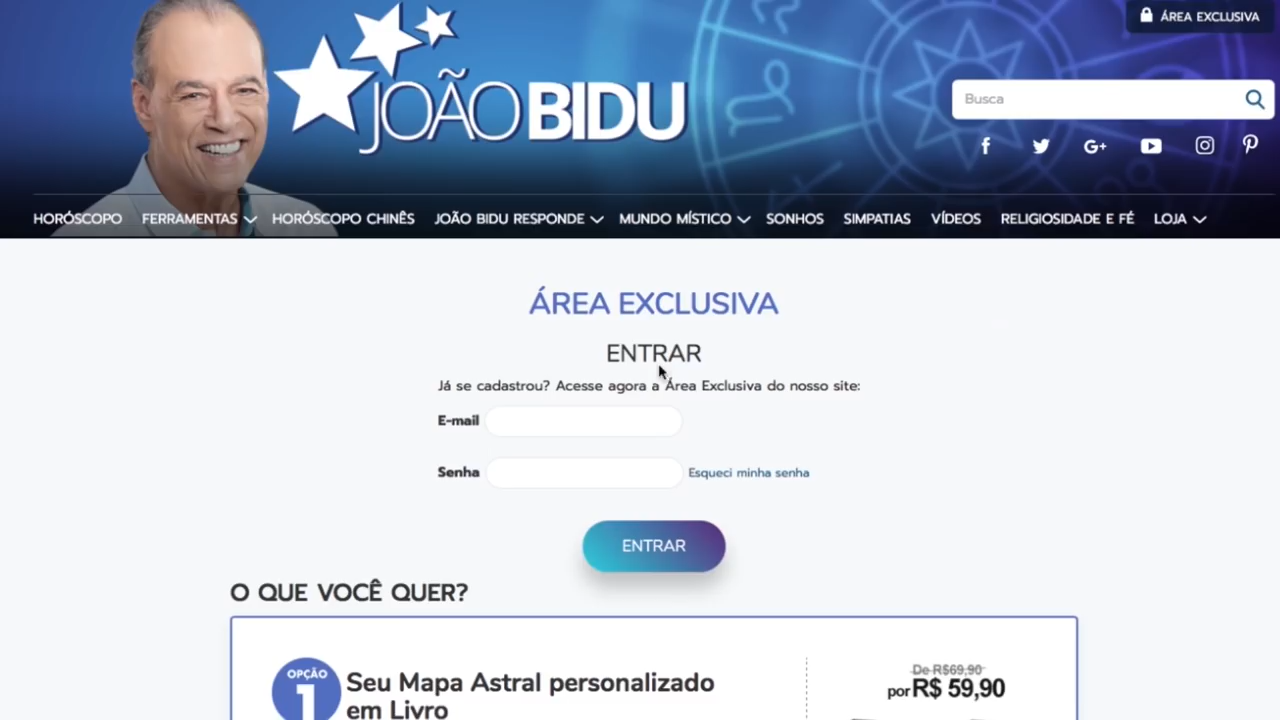 ÁREA EXCLUSIVA
JOÃO BIDU
Busca
HORÓSCOPO FERRAMENTAS HORÓSCOPO CHINÊS JOÃO BIDU RESPONDE MUNDO MÍSTICO SONHOS SIMPATIAS VÍDEOS RELIGIOSIDADE E FÉ LOJA
ÁREA EXCLUSIVA
ENTRAR
Já se cadastrou? Acesse agora a Área Exclusiva do nosso site:
E-mail
Senha Esqueci minha senha
ENTRAR
O QUE VOCÊ QUER?
OPÇÃO
1
Seu Mapa Astral personalizado
em Livro
De R$69,90
por R$ 59,90